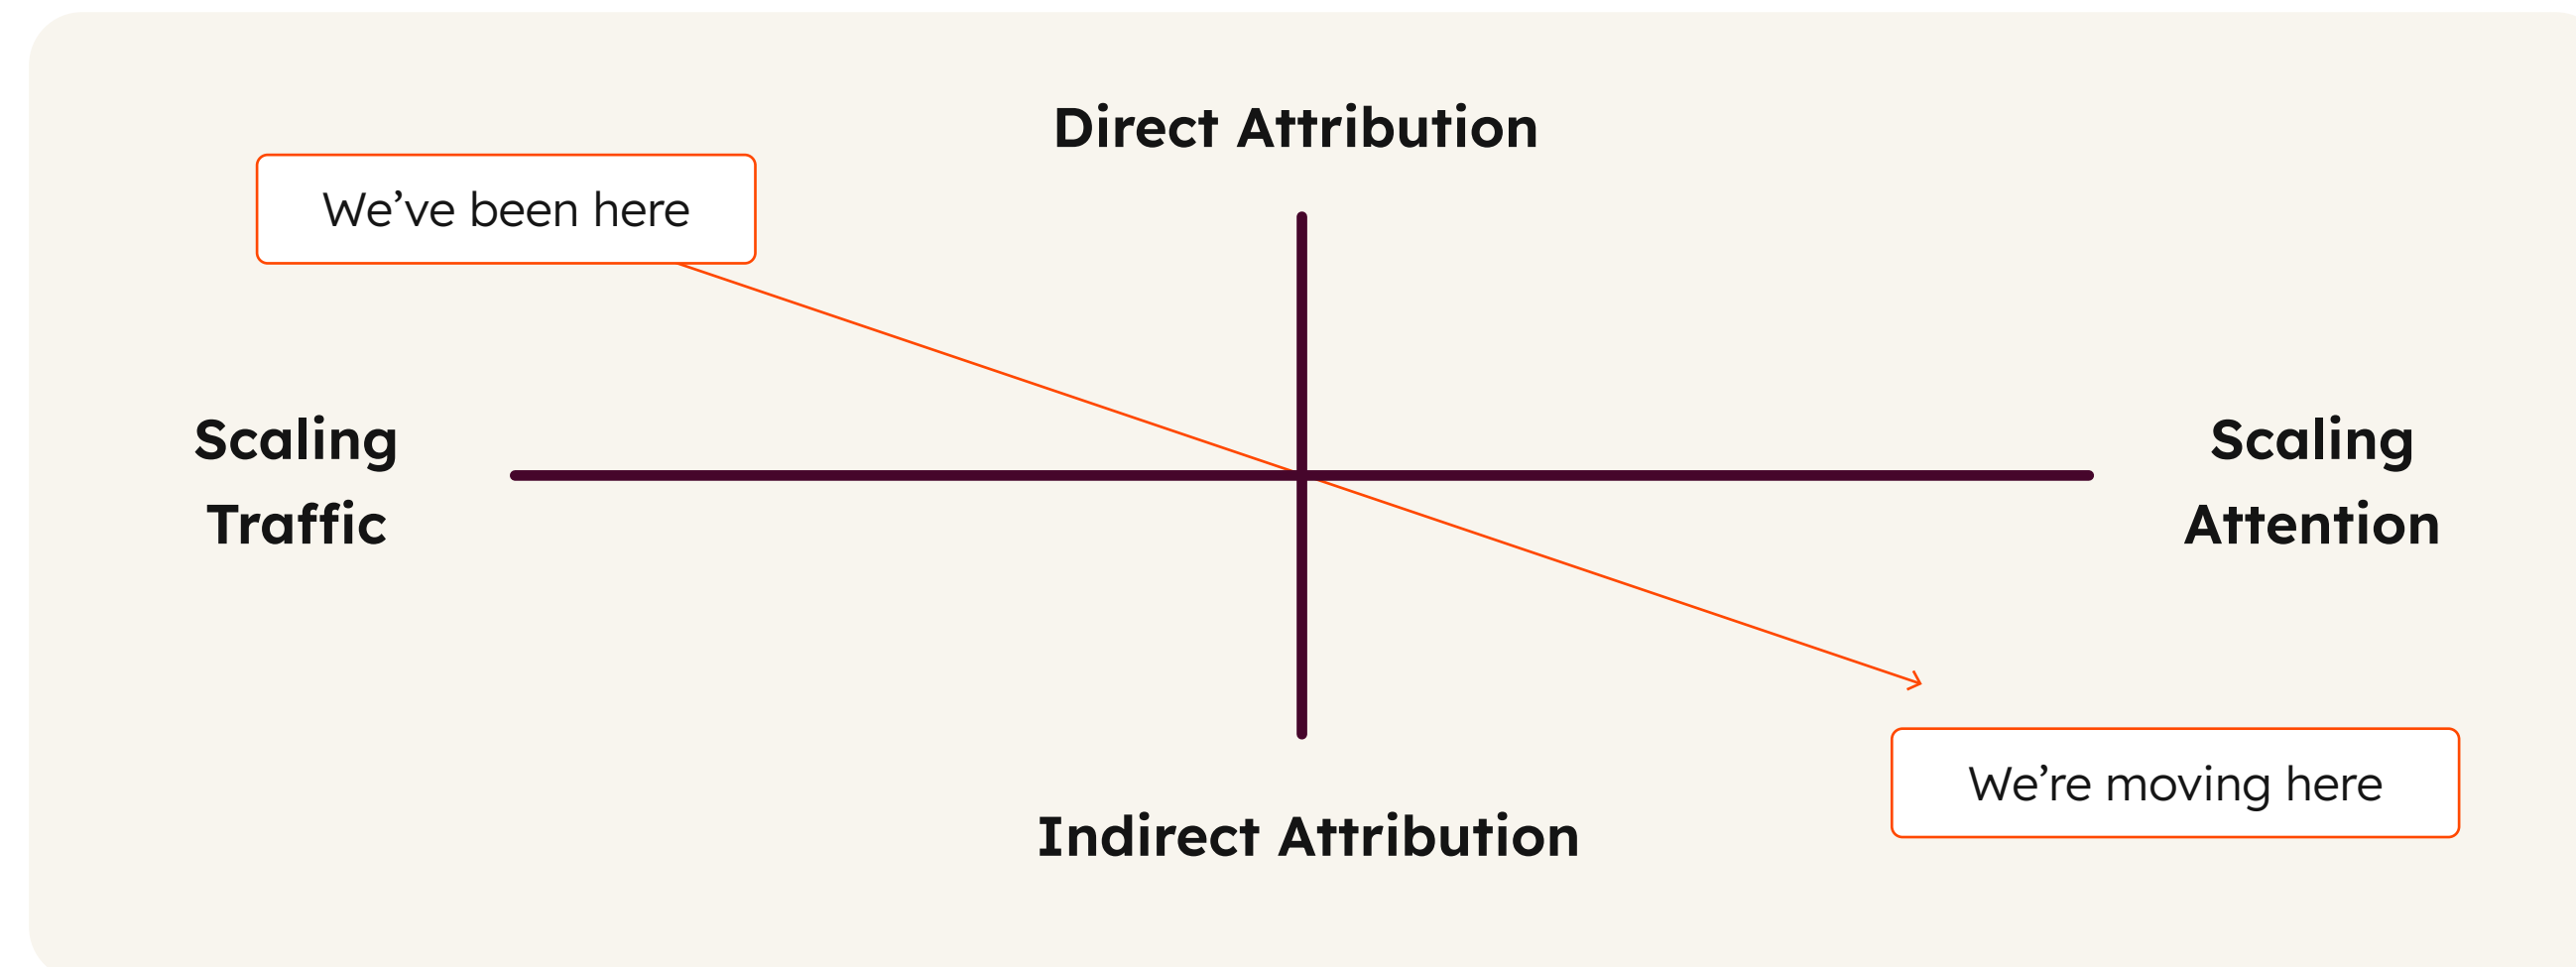 Direct Attribution
We’ve been here
Scaling
Traffic
Scaling
Attention
We’re moving here
Indirect Attribution